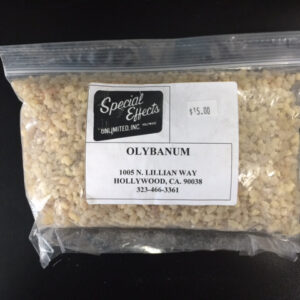 Special
Effects
UNLIMITED, INC
$15.00
OLYBANUM
1005 N. LILLIAN WAY
HOLLYWOOD, CA. 90038
323-466-3361